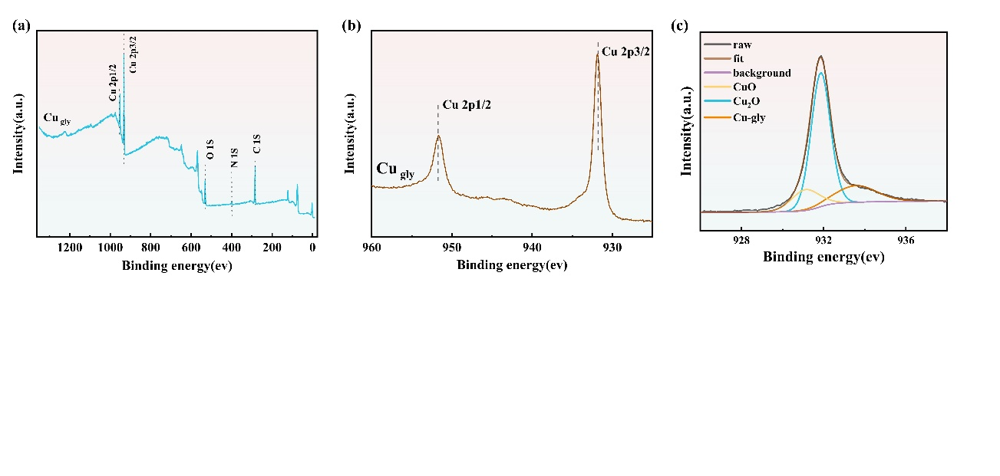 (a)
Cu 2p1/2
Cu 2p3/2
Cu gly
O 1S
N 1S
C 1S
Intensity(a.u.)
1200 1000 800 600 400 200 0
Binding energy(ev)
(b)
Cu 2p3/2
Cu 2p1/2
Cu gly
Intensity(a.u.)
960 950 940 930
Binding energy(ev)
(c)
raw
fit
background
CuO
Cu₂O
Cu-gly
Intensity(a.u.)
928 932 936
Binding energy(ev)